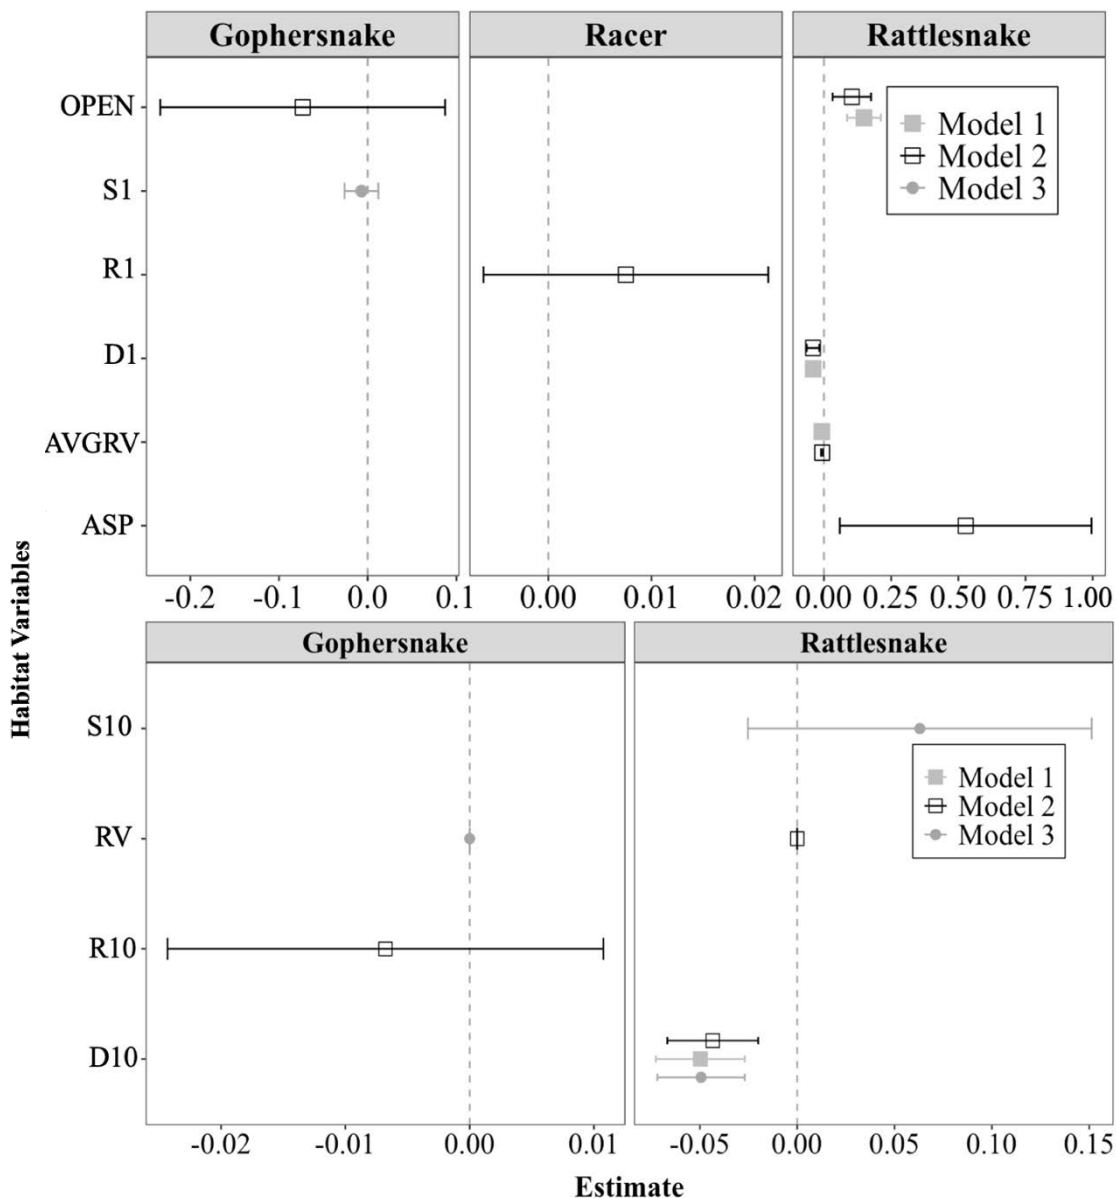 Gophersnake Racer Rattlesnake
OPEN
S1
R1
D1
AVGRV
ASP
Model 1
Model 2
Model 3
-0.2 -0.1 0.0 0.1 0.00 0.01 0.02 0.00 0.25 0.50 0.75 1.00
Habitat Variables
Gophersnake Rattlesnake
S10
RV
R10
D10
Model 1
Model 2
Model 3
-0.02 -0.01 0.00 0.01 -0.05 0.00 0.05 0.10 0.15
Estimate